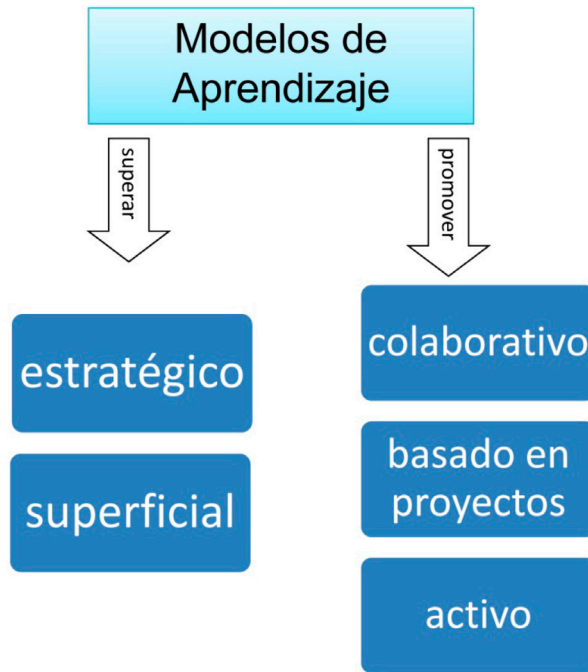 Modelos de
Aprendizaje
superar
promover
estratégico
superficial
colaborativo
basado en
proyectos
activo